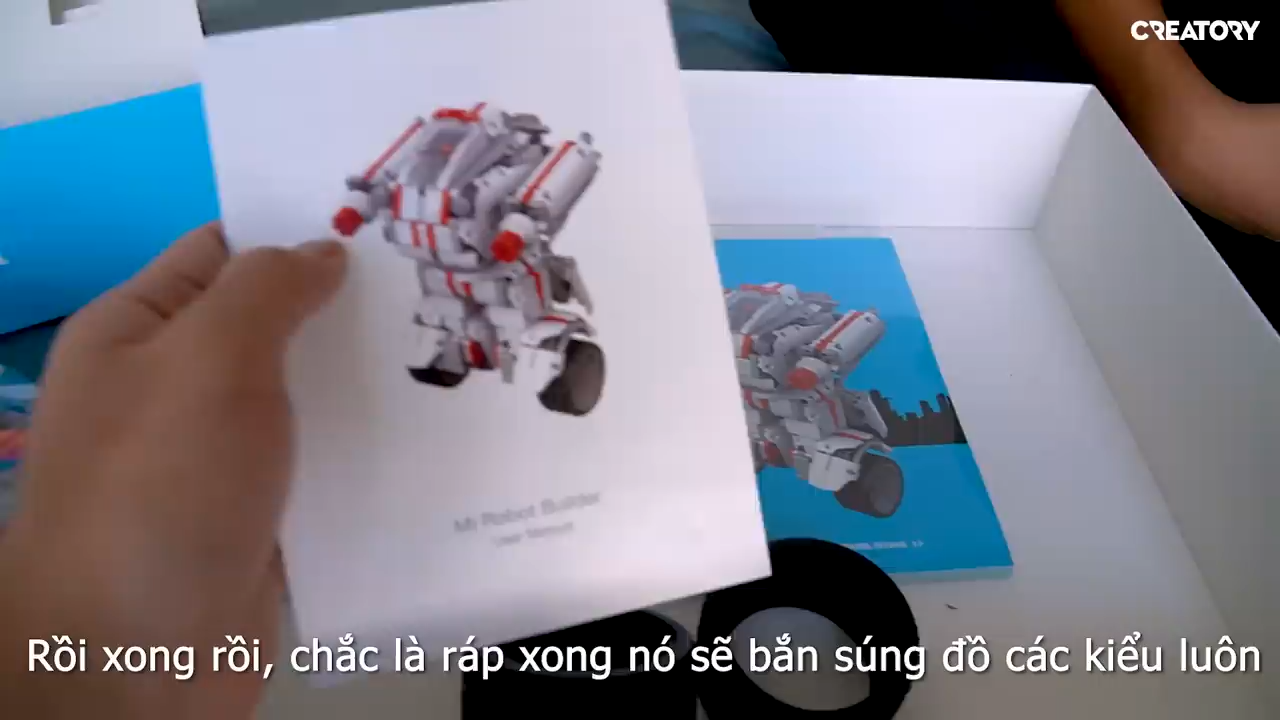 CREATORY
Mi Robot Builder
User Manual
Rồi xong rồi, chắc là ráp xong nó sẽ bắn súng đồ các kiểu luôn